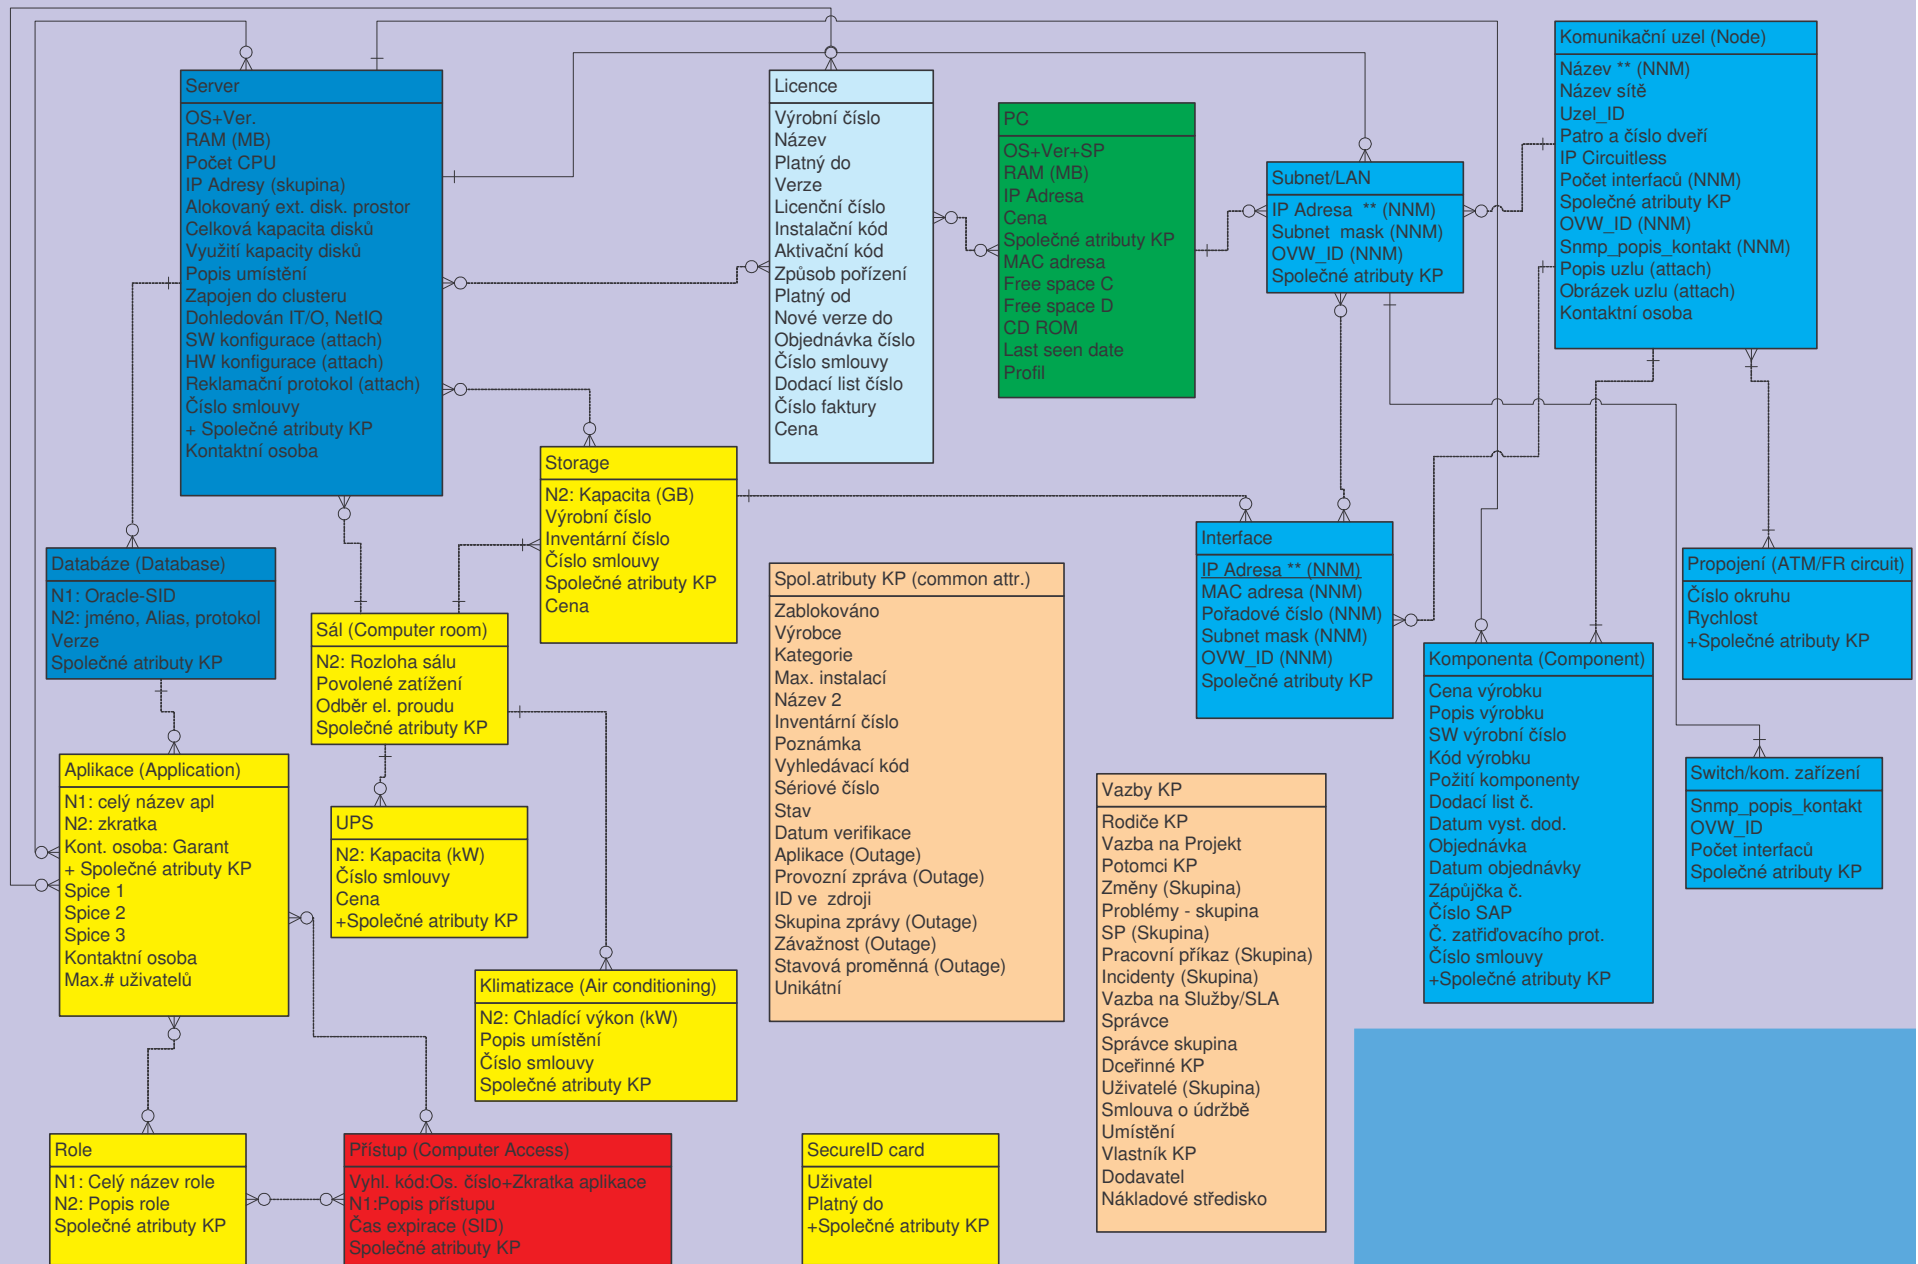 Server
OS+Ver.
RAM (MB)
Počet CPU
IP Adresy (skupina)
Alokovaný ext. disk. prostor
Celková kapacita disků
Využití kapacity disků
Popis umístění
Zapojen do clusteru
Dohledován IT/O, NetIQ
SW konfigurace (attach)
HW konfigurace (attach)
Reklamační protokol (attach)
Číslo smlouvy
+ Společné atributy KP
Kontaktní osoba
Licence
Výrobní číslo
Název
Platný do
Verze
Licenční číslo
Instalační kód
Aktivační kód
Způsob pořízení
Platný od
Nové verze do
Objednávka číslo
Číslo smlouvy
Dodací list číslo
Číslo faktury
Cena
PC
OS+Ver+SP
RAM (MB)
IP Adresa
Cena
Společné atributy KP
MAC adresa
Free space C
Free space D
CD ROM
Last seen date
Profil
Subnet/LAN
IP Adresa ** (NNM)
Subnet mask (NNM)
OVW_ID (NNM)
Společné atributy KP
Komunikační uzel (Node)
Název ** (NNM)
Název sítě
Uzel_ID
Patro a číslo dveří
IP Circuitless
Počet interfaců (NNM)
Společné atributy KP
OVW_ID (NNM)
Snmp_popis_kontakt (NNM)
Popis uzlu (attach)
Obrázek uzlu (attach)
Kontaktní osoba
Storage
N2: Kapacita (GB)
Výrobní číslo
Inventární číslo
Číslo smlouvy
Společné atributy KP
Cena
Databáze (Database)
N1: Oracle-SID
N2: jméno, Alias, protokol
Verze
Společné atributy KP
Sál (Computer room)
N2: Rozloha sálu
Povolené zatížení
Odběr el. proudu
Společné atributy KP
Spol.atributy KP (common attr.)
Zablokováno
Výrobce
Kategorie
Max. instalací
Název 2
Inventární číslo
Poznámka
Vyhledávací kód
Sériové číslo
Stav
Datum verifikace
Aplikace (Outage)
Provozní zpráva (Outage)
ID ve zdroji
Skupina zprávy (Outage)
Závažnost (Outage)
Stavová proměnná (Outage)
Unikátní
Interface
IP Adresa ** (NNM)
MAC adresa (NNM)
Pořadové číslo (NNM)
Subnet mask (NNM)
OVW_ID (NNM)
Společné atributy KP
Propojení (ATM/FR circuit)
Číslo okruhu
Rychlost
+Společné atributy KP
Komponenta (Component)
Cena výrobku
Popis výrobku
SW výrobní číslo
Kód výrobku
Požití komponenty
Dodací list č.
Datum vyst. dod.
Objednávka
Datum objednávky
Zápůjčka č.
Číslo SAP
Č. zatřiďovacího prot.
Číslo smlouvy
+Společné atributy KP
Switch/kom. zařízení
Snmp_popis_kontakt
OVW_ID
Počet interfaců
Společné atributy KP
Aplikace (Application)
N1: celý název apl
N2: zkratka
Kont. osoba: Garant
+ Společné atributy KP
Spice 1
Spice 2
Spice 3
Kontaktní osoba
Max.# uživatelů
UPS
N2: Kapacita (kW)
Číslo smlouvy
Cena
+Společné atributy KP
Klimatizace (Air conditioning)
N2: Chladící výkon (kW)
Popis umístění
Číslo smlouvy
Společné atributy KP
Vazby KP
Rodiče KP
Vazba na Projekt
Potomci KP
Změny (Skupina)
Problémy - skupina
SP (Skupina)
Pracovní příkaz (Skupina)
Incidenty (Skupina)
Vazba na Služby/SLA
Správce
Správce skupina
Dceřinné KP
Uživatelé (Skupina)
Smlouva o údržbě
Umístění
Vlastník KP
Dodavatel
Nákladové středisko
Role
N1: Celý název role
N2: Popis role
Společné atributy KP
Přístup (Computer Access)
Vyhl. kód:Os. číslo+Zkratka aplikace
N1:Popis přístupu
Čas expirace (SID)
Společné atributy KP
SecureID card
Uživatel
Platný do
+Společné atributy KP